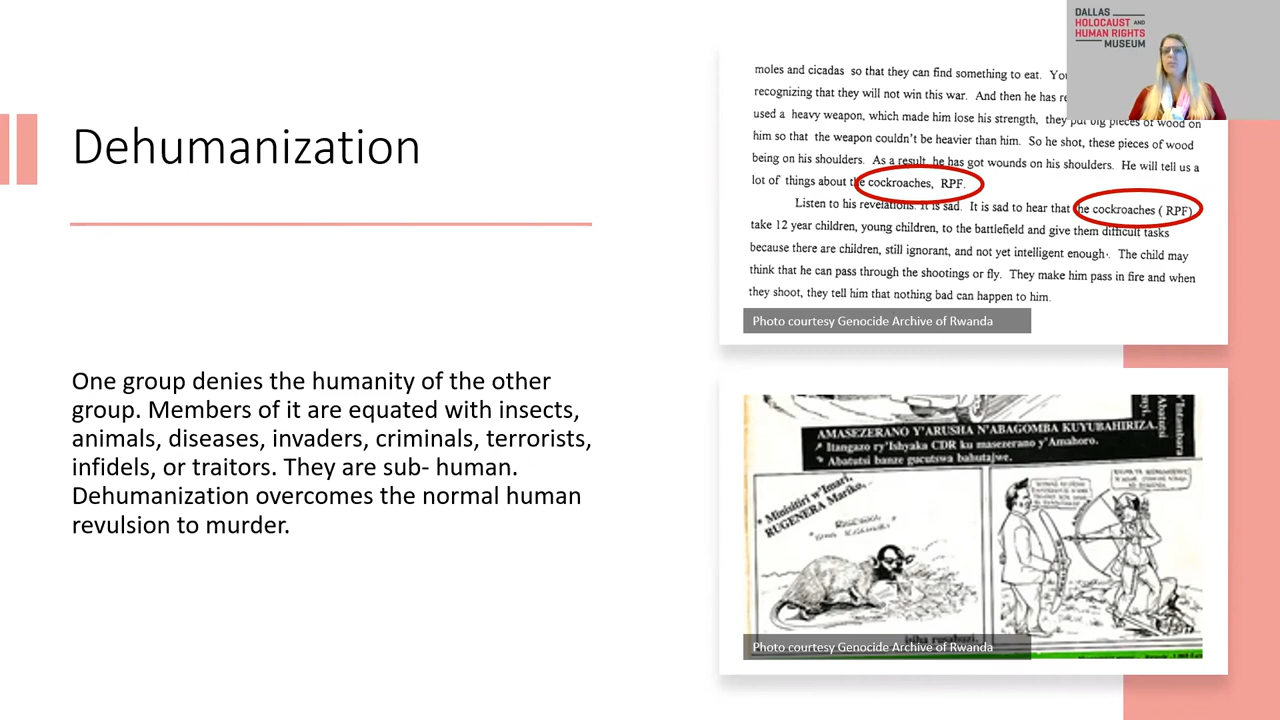 DALLAS
HOLOCAUST AND
HUMAN RIGHTS
MUSEUM
Dehumanization
One group denies the humanity of the other
group. Members of it are equated with insects,
animals, diseases, invaders, criminals, terrorists,
infidels, or traitors. They are sub- human.
Dehumanization overcomes the normal human
revulsion to murder.
moles and cicadas so that they can find something to eat.
recognizing that they will not win this war. And then he has
used a heavy weapon, which made him lose his strength, they put big pieces of wood on
him so that the weapon couldn't be heavier than him. So he shot, these pieces of wood
being on his shoulders. As a result, he has got wounds on his shoulders. He will tell us a
lot of things about the cockroaches, RPF.
Listen to his revelations. It is sad. It is sad to hear that the cockroaches ( RPF)
take 12 year children, young children, to the battlefield and give them difficult tasks
because there are children, still ignorant, and not yet intelligent enough. The child may
think that he can pass through the shootings or fly. They make him pass in fire and when
they shoot, they tell him that nothing bad can happen to him.
Photo courtesy Genocide Archive of Rwanda
AMASEZERANO Y'ARUSHA N'ABAGOMBA KUYUBAHIRIZA.
Itangazo ry'Ishyaka CDR ku masezerano y'Amahoro.
* Abatutsi banze gucutswa bahutajwe.
* Minisitiri w'Imari,
RUGENERA Mariko.
Photo courtesy Genocide Archive of Rwanda